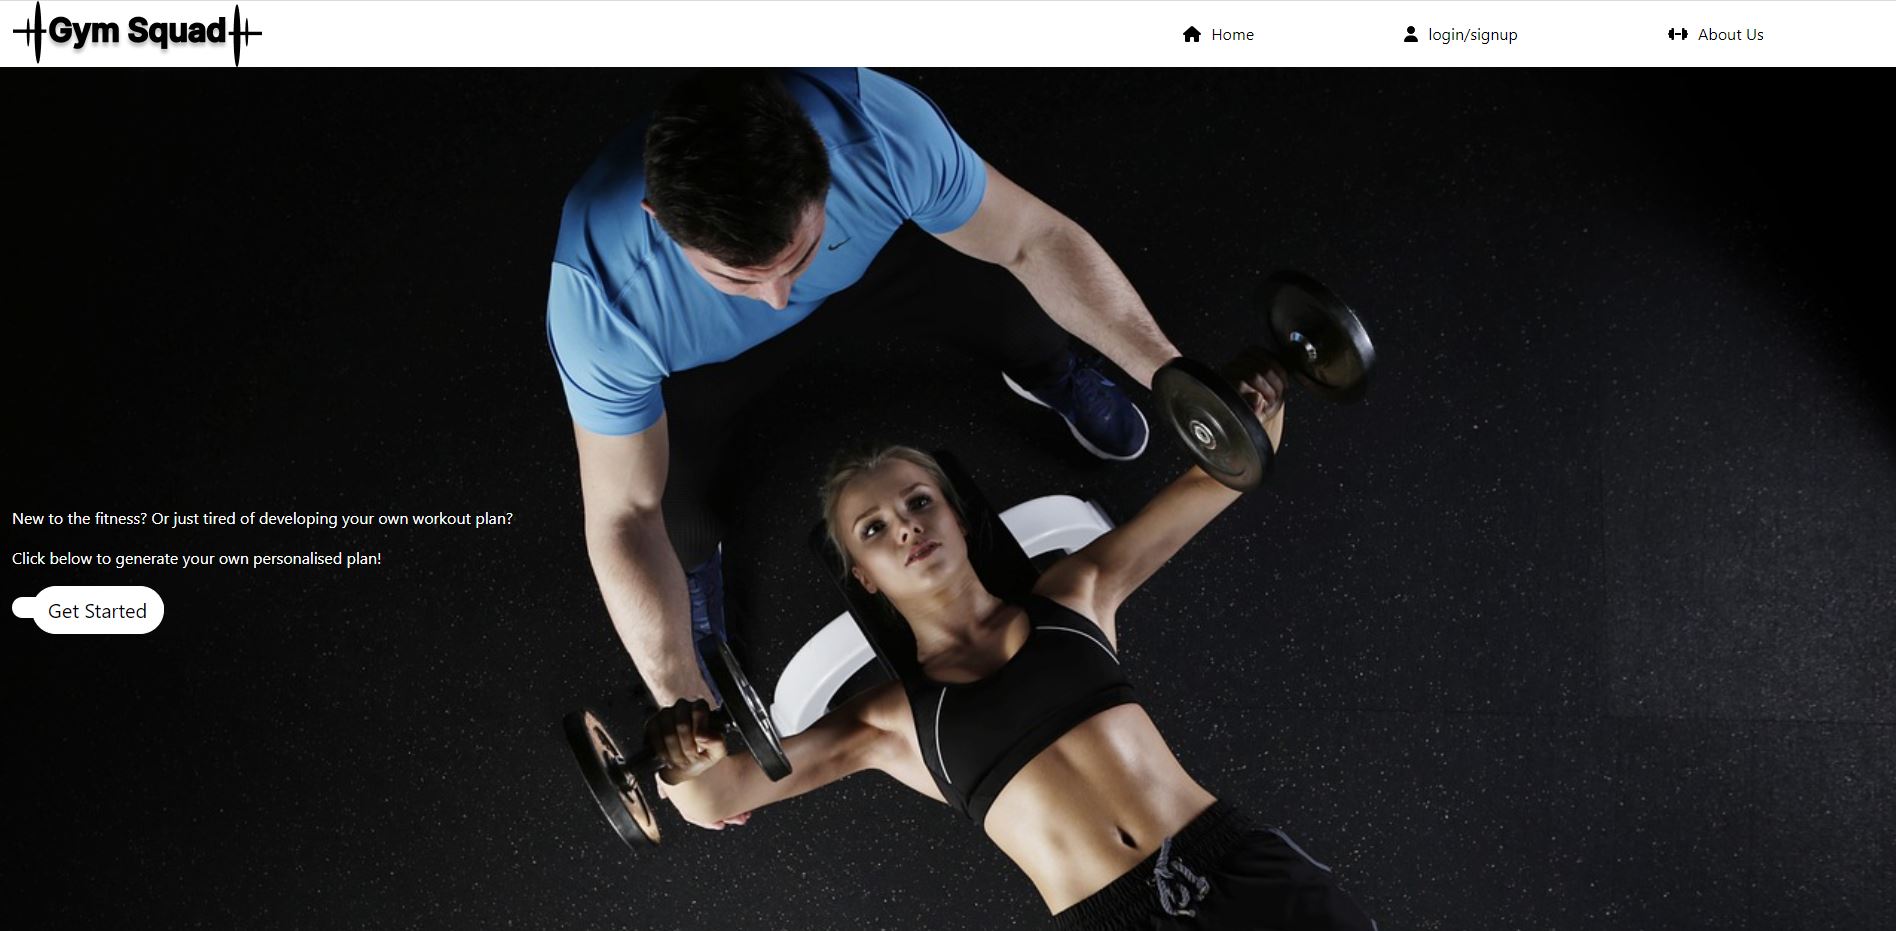 Gym Squad
Home
login/signup
About Us
New to the fitness? Or just tired of developing your own workout plan?
Click below to generate your own personalised plan!
Get Started